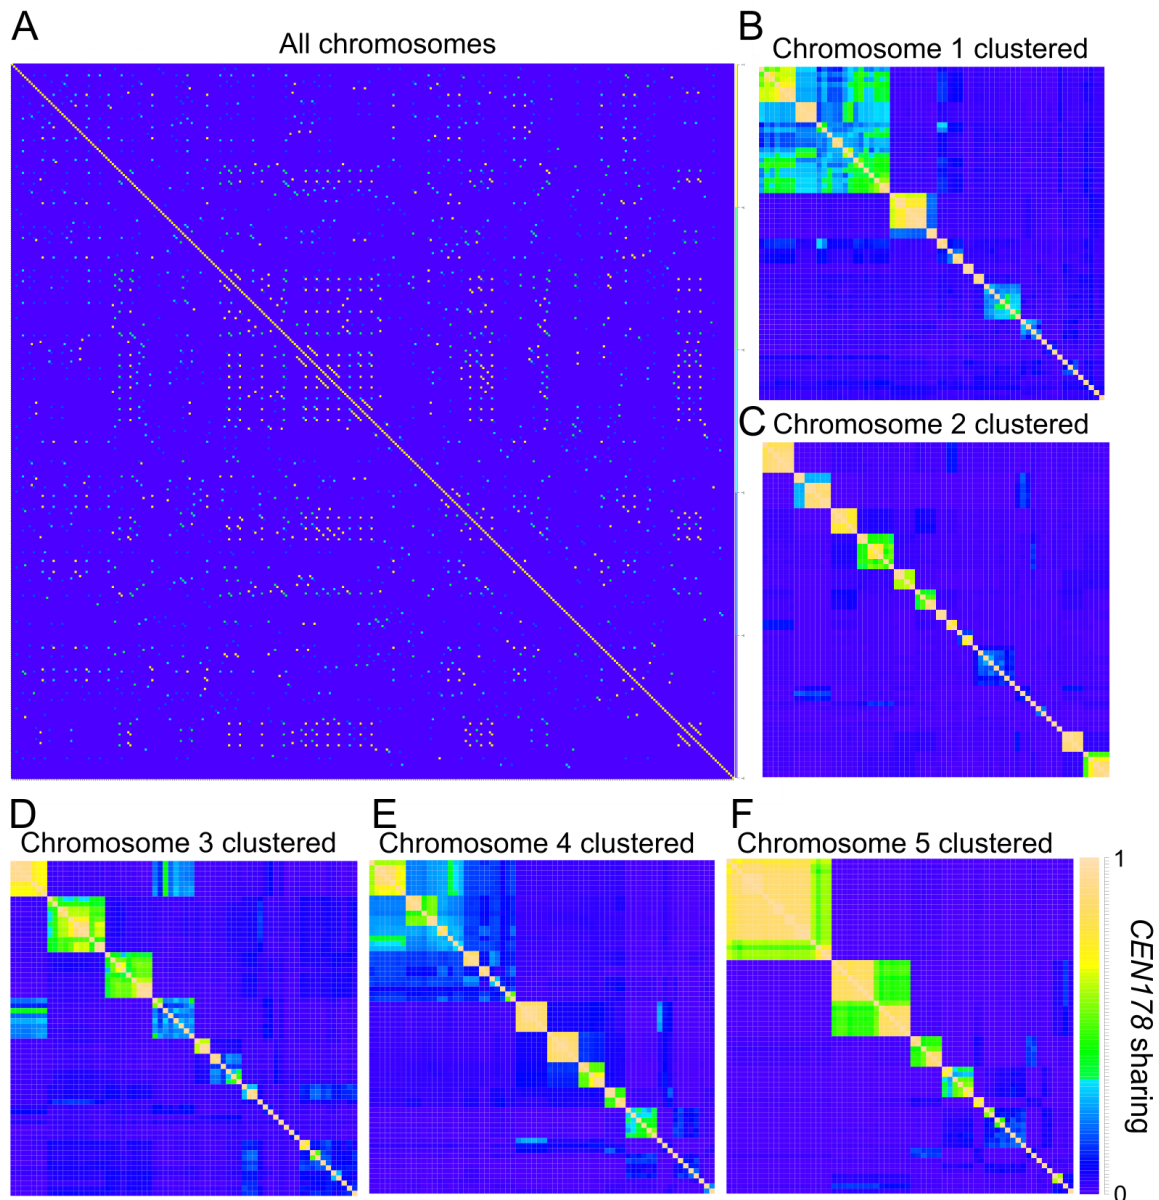 A
All chromosomes
B
Chromosome 1 clustered
C
Chromosome 2 clustered
D
Chromosome 3 clustered
E
Chromosome 4 clustered
F
Chromosome 5 clustered
1
CEN178 sharing
0